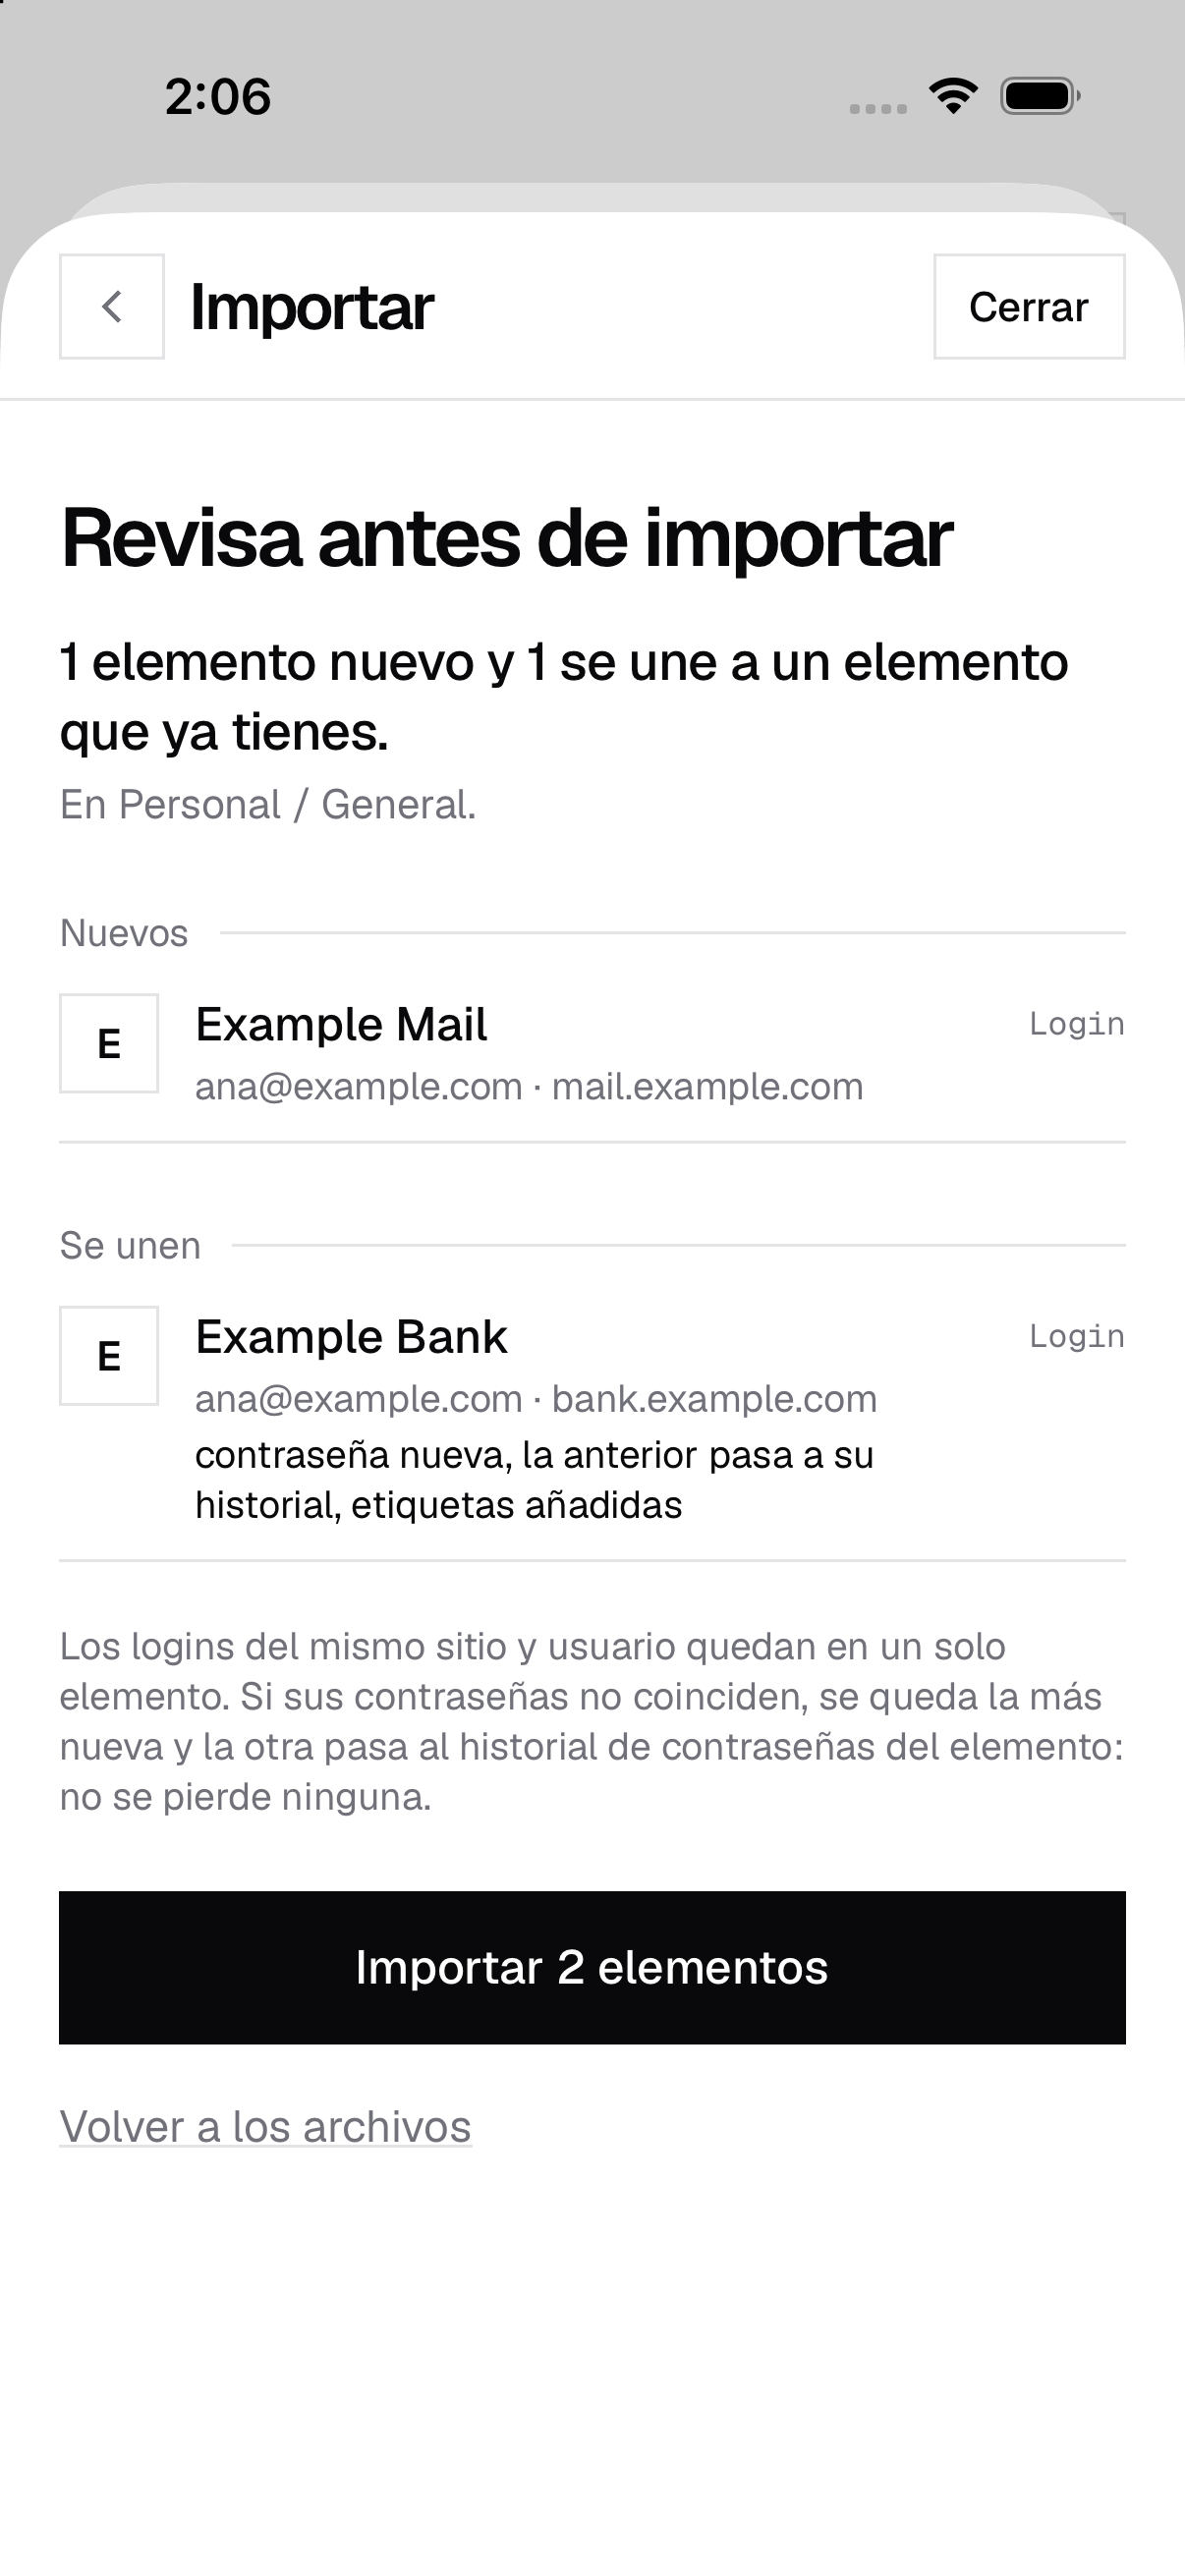 2:06
Importar
Cerrar
Revisa antes de importar
1 elemento nuevo y 1 se une a un elemento
que ya tienes.
En Personal / General.
Nuevos
E
Example Mail
Login
ana@example.com · mail.example.com
Se unen
E
Example Bank
Login
ana@example.com · bank.example.com
contraseña nueva, la anterior pasa a su
historial, etiquetas añadidas
Los logins del mismo sitio y usuario quedan en un solo
elemento. Si sus contraseñas no coinciden, se queda la más
nueva y la otra pasa al historial de contraseñas del elemento:
no se pierde ninguna.
Importar 2 elementos
Volver a los archivos